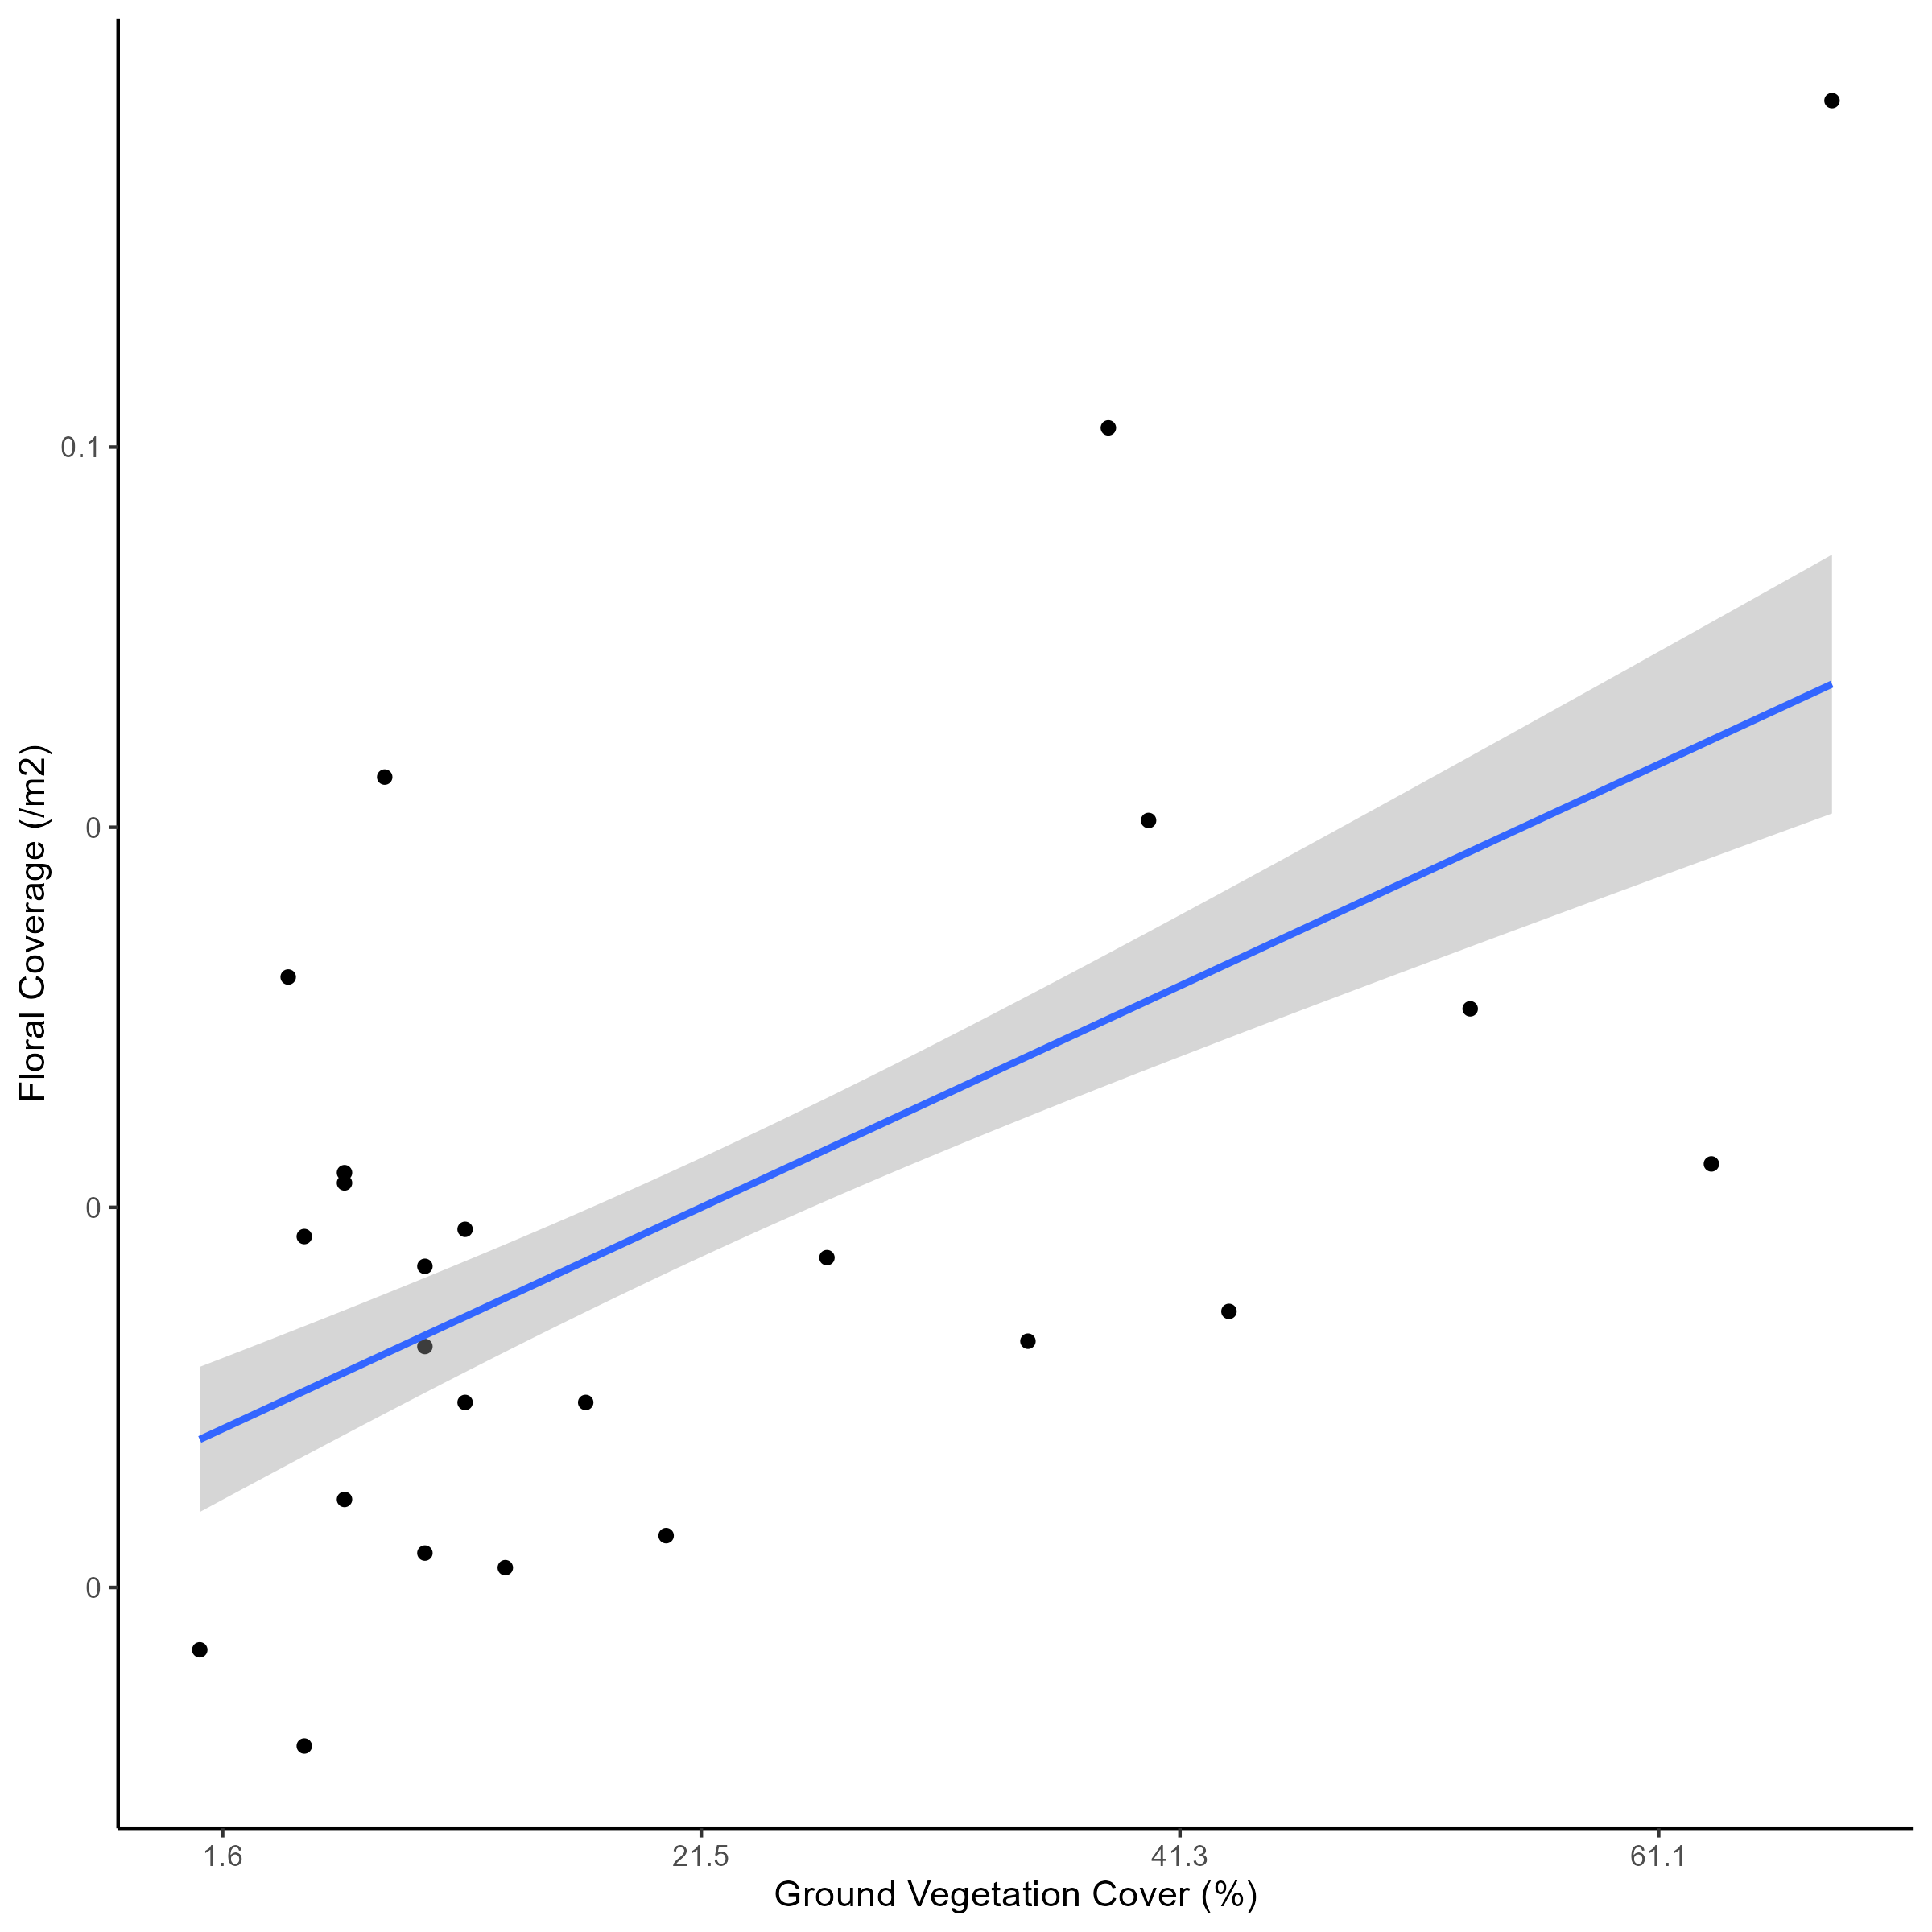 Floral Coverage (/m2)
0.1
0
0
0
1.6 21.5 41.3 61.1
Ground Vegetation Cover (%)